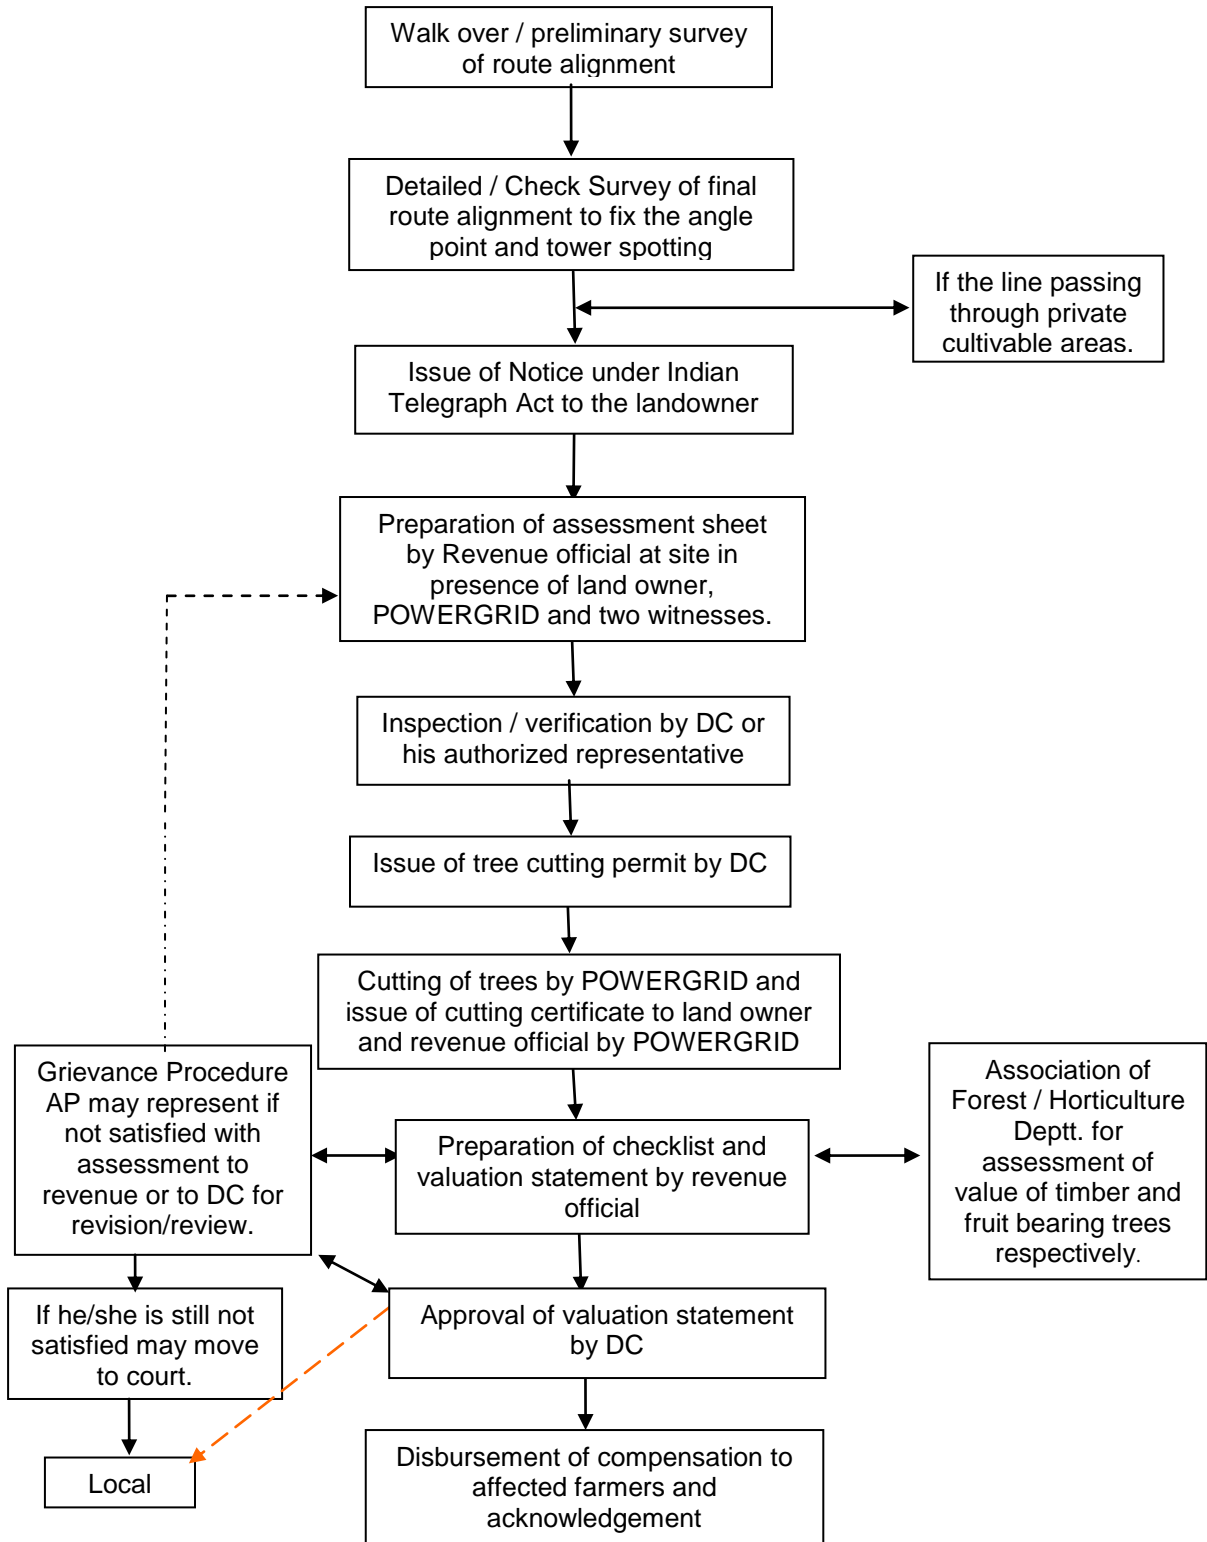 Walk over / preliminary survey
of route alignment
Detailed / Check Survey of final
route alignment to fix the angle
point and tower spotting
If the line passing
through private
cultivable areas.
Issue of Notice under Indian
Telegraph Act to the landowner
Preparation of assessment sheet
by Revenue official at site in
presence of land owner,
POWERGRID and two witnesses.
Inspection / verification by DC or
his authorized representative
Issue of tree cutting permit by DC
Cutting of trees by POWERGRID and
issue of cutting certificate to land owner
and revenue official by POWERGRID
Grievance Procedure
AP may represent if
not satisfied with
assessment to
revenue or to DC for
revision/review.
Preparation of checklist and
valuation statement by revenue
official
Association of
Forest / Horticulture
Deptt. for
assessment of
value of timber and
fruit bearing trees
respectively.
If he/she is still not
satisfied may move
to court.
Approval of valuation statement
by DC
Local
Disbursement of compensation to
affected farmers and
acknowledgement